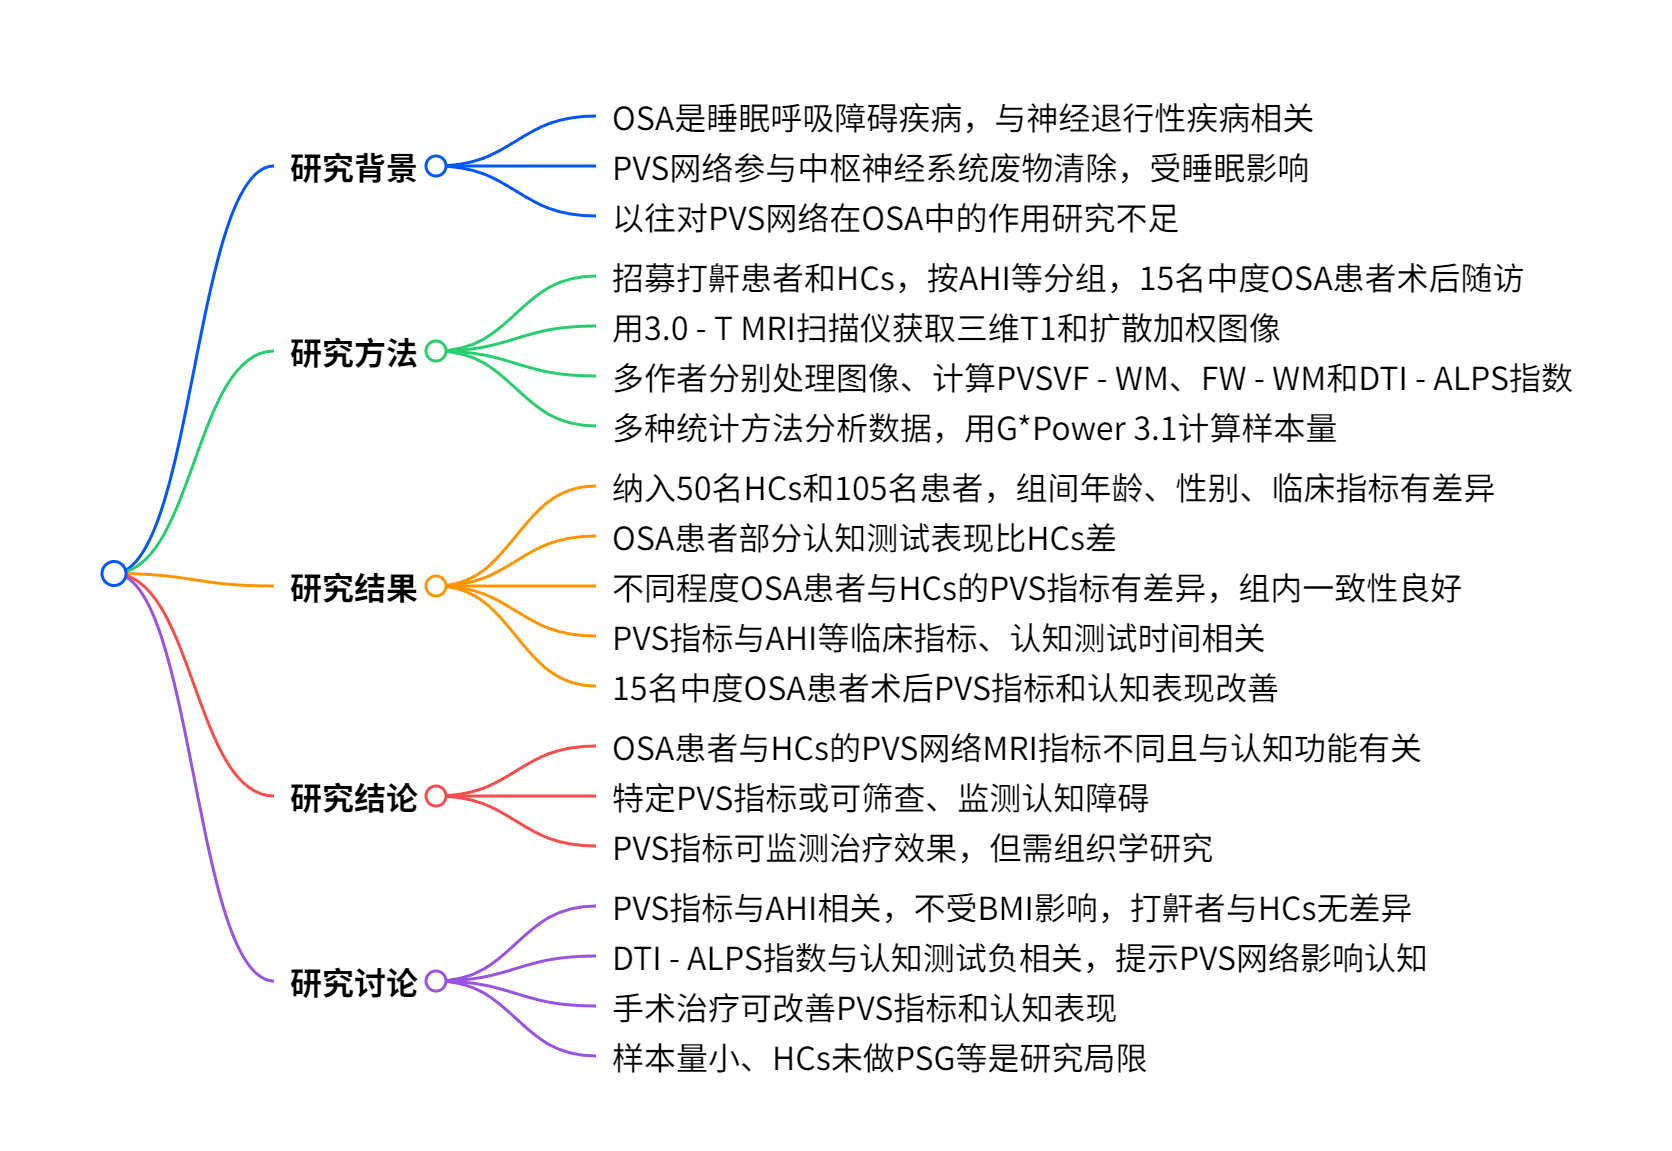 研究背景
OSA是睡眠呼吸障碍疾病，与神经退行性疾病相关
PVS网络参与中枢神经系统废物清除，受睡眠影响
以往对PVS网络在OSA中的作用研究不足
研究方法
招募打鼾患者和HCs，按AHI等分组，15名中度OSA患者术后随访
用3.0 - T MRI扫描仪获取三维T1和扩散加权图像
多作者分别处理图像、计算PVSVF - WM、FW - WM和DTI - ALPS指数
多种统计方法分析数据，用G*Power 3.1计算样本量
研究结果
纳入50名HCs和105名患者，组间年龄、性别、临床指标有差异
OSA患者部分认知测试表现比HCs差
不同程度OSA患者与HCs的PVS指标有差异，组内一致性良好
PVS指标与AHI等临床指标、认知测试时间相关
15名中度OSA患者术后PVS指标和认知表现改善
研究结论
OSA患者与HCs的PVS网络MRI指标不同且与认知功能有关
特定PVS指标或可筛查、监测认知障碍
PVS指标可监测治疗效果，但需组织学研究
研究讨论
PVS指标与AHI相关，不受BMI影响，打鼾者与HCs无差异
DTI - ALPS指数与认知测试负相关，提示PVS网络影响认知
手术治疗可改善PVS指标和认知表现
样本量小、HCs未做PSG等是研究局限